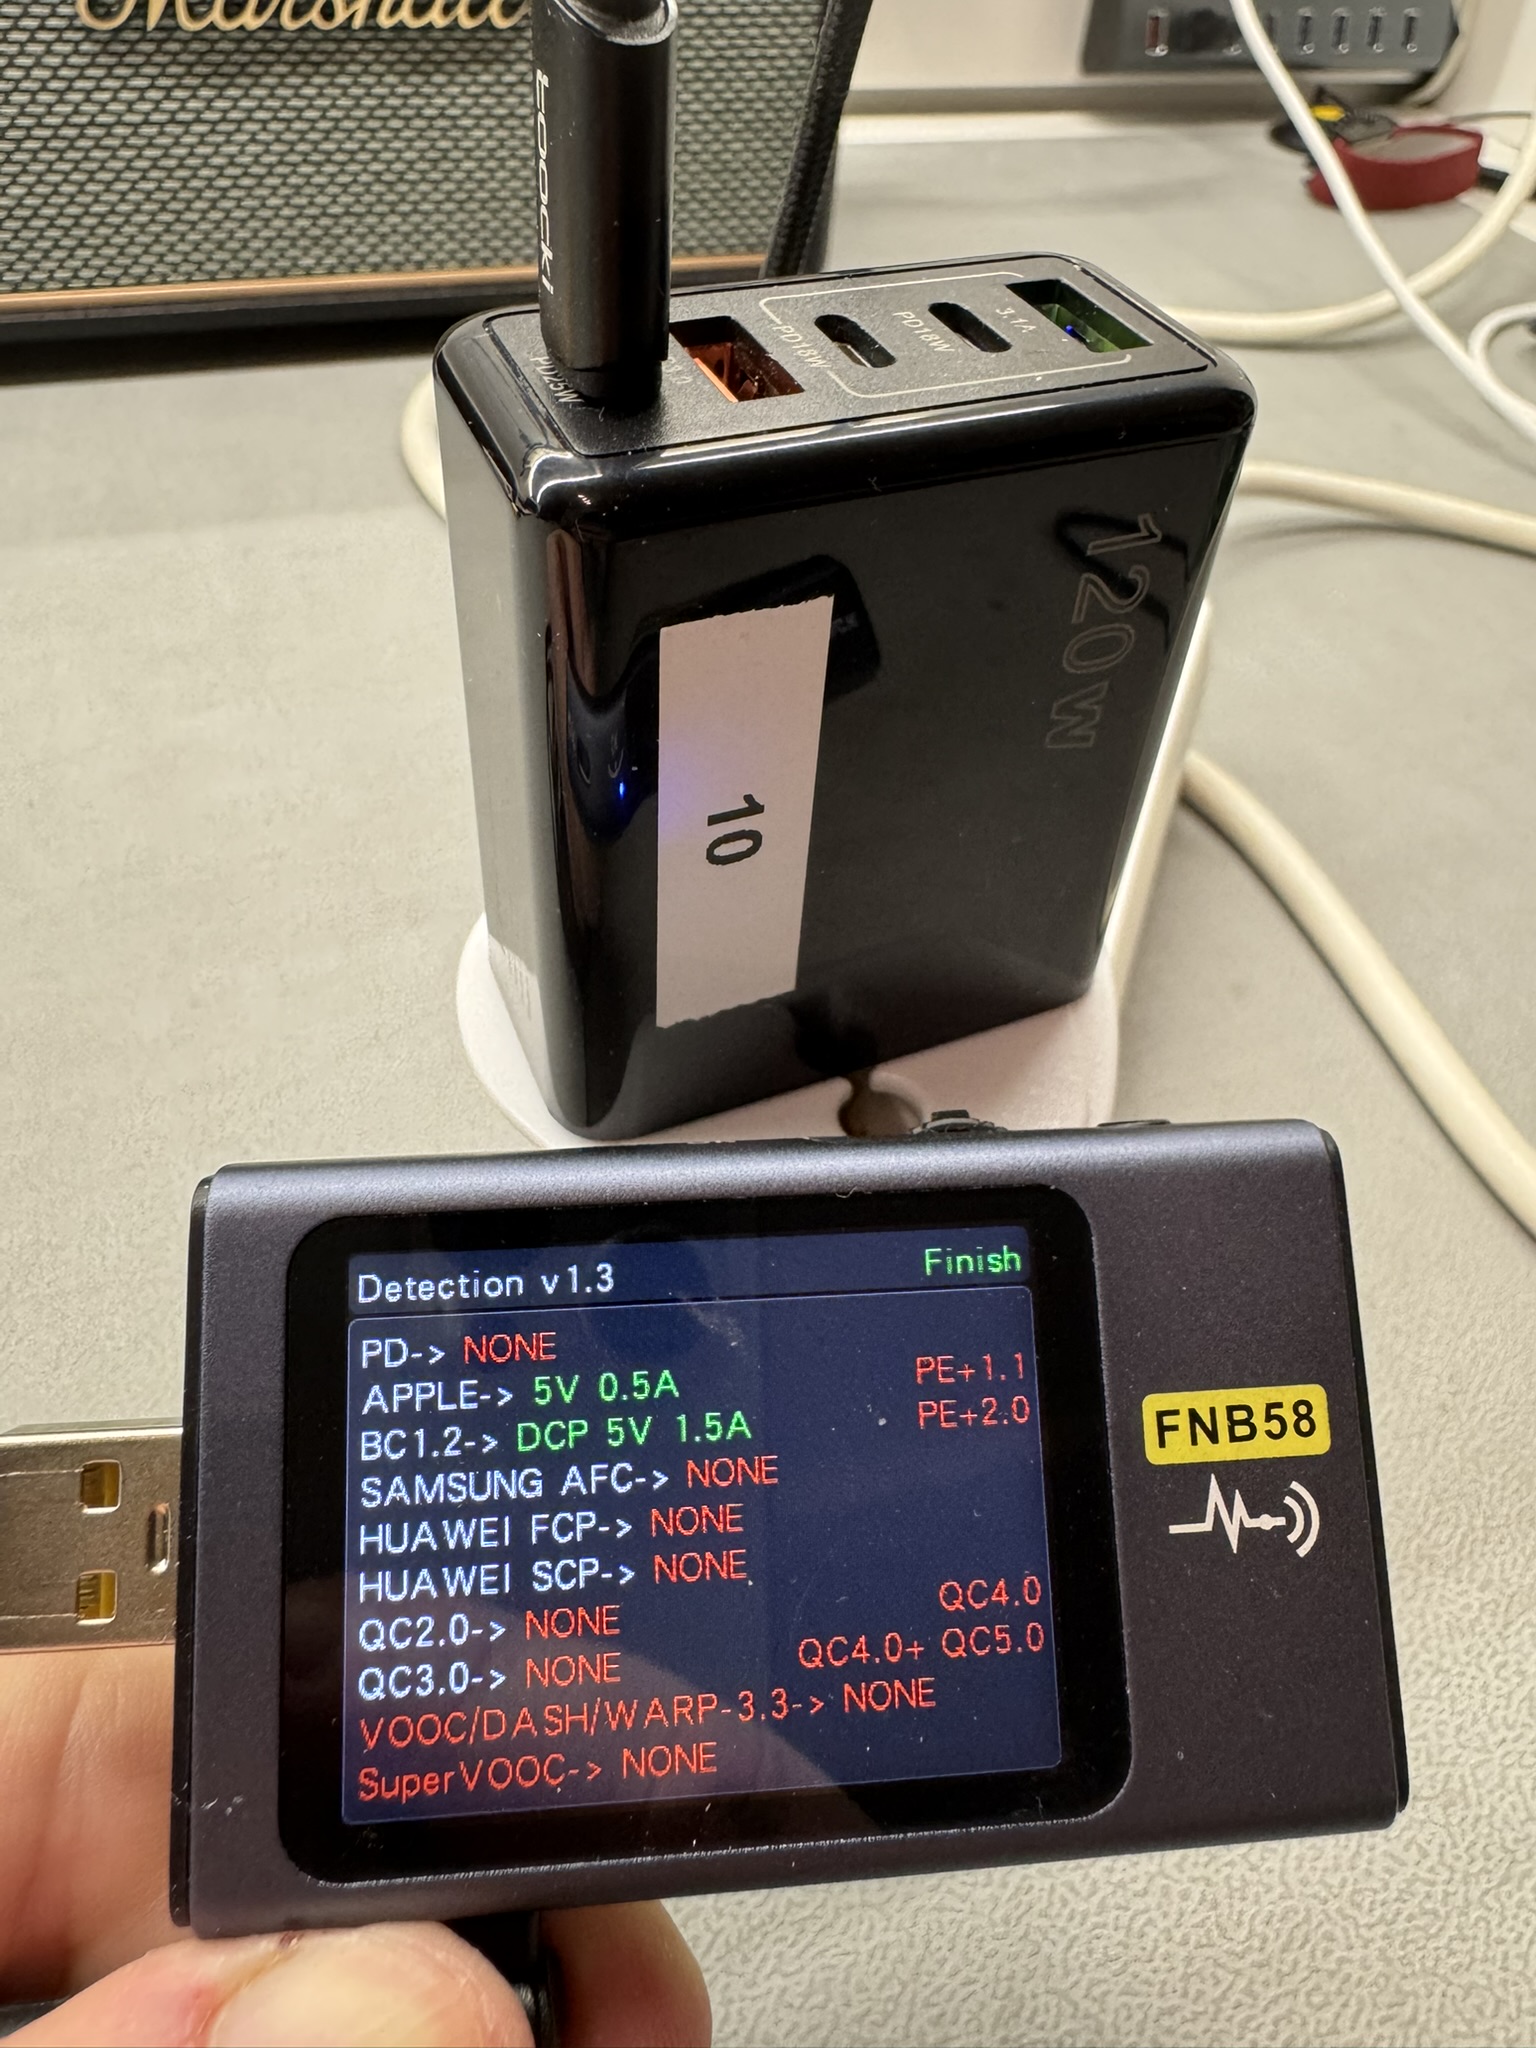 Marshall
toocki
PD25W
PD18W
PD18W
3.1A
120W
10
Detection v1.3
Finish
PD-> NONE
PE+1.1
APPLE-> 5V 0.5A
PE+2.0
BC1.2-> DCP 5V 1.5A
SAMSUNG AFC-> NONE
HUAWEI FCP-> NONE
HUAWEI SCP-> NONE
QC4.0
QC2.0-> NONE
QC4.0+ QC5.0
QC3.0-> NONE
VOOC/DASH/WARP-3.3-> NONE
SuperVOOC-> NONE
FNB58